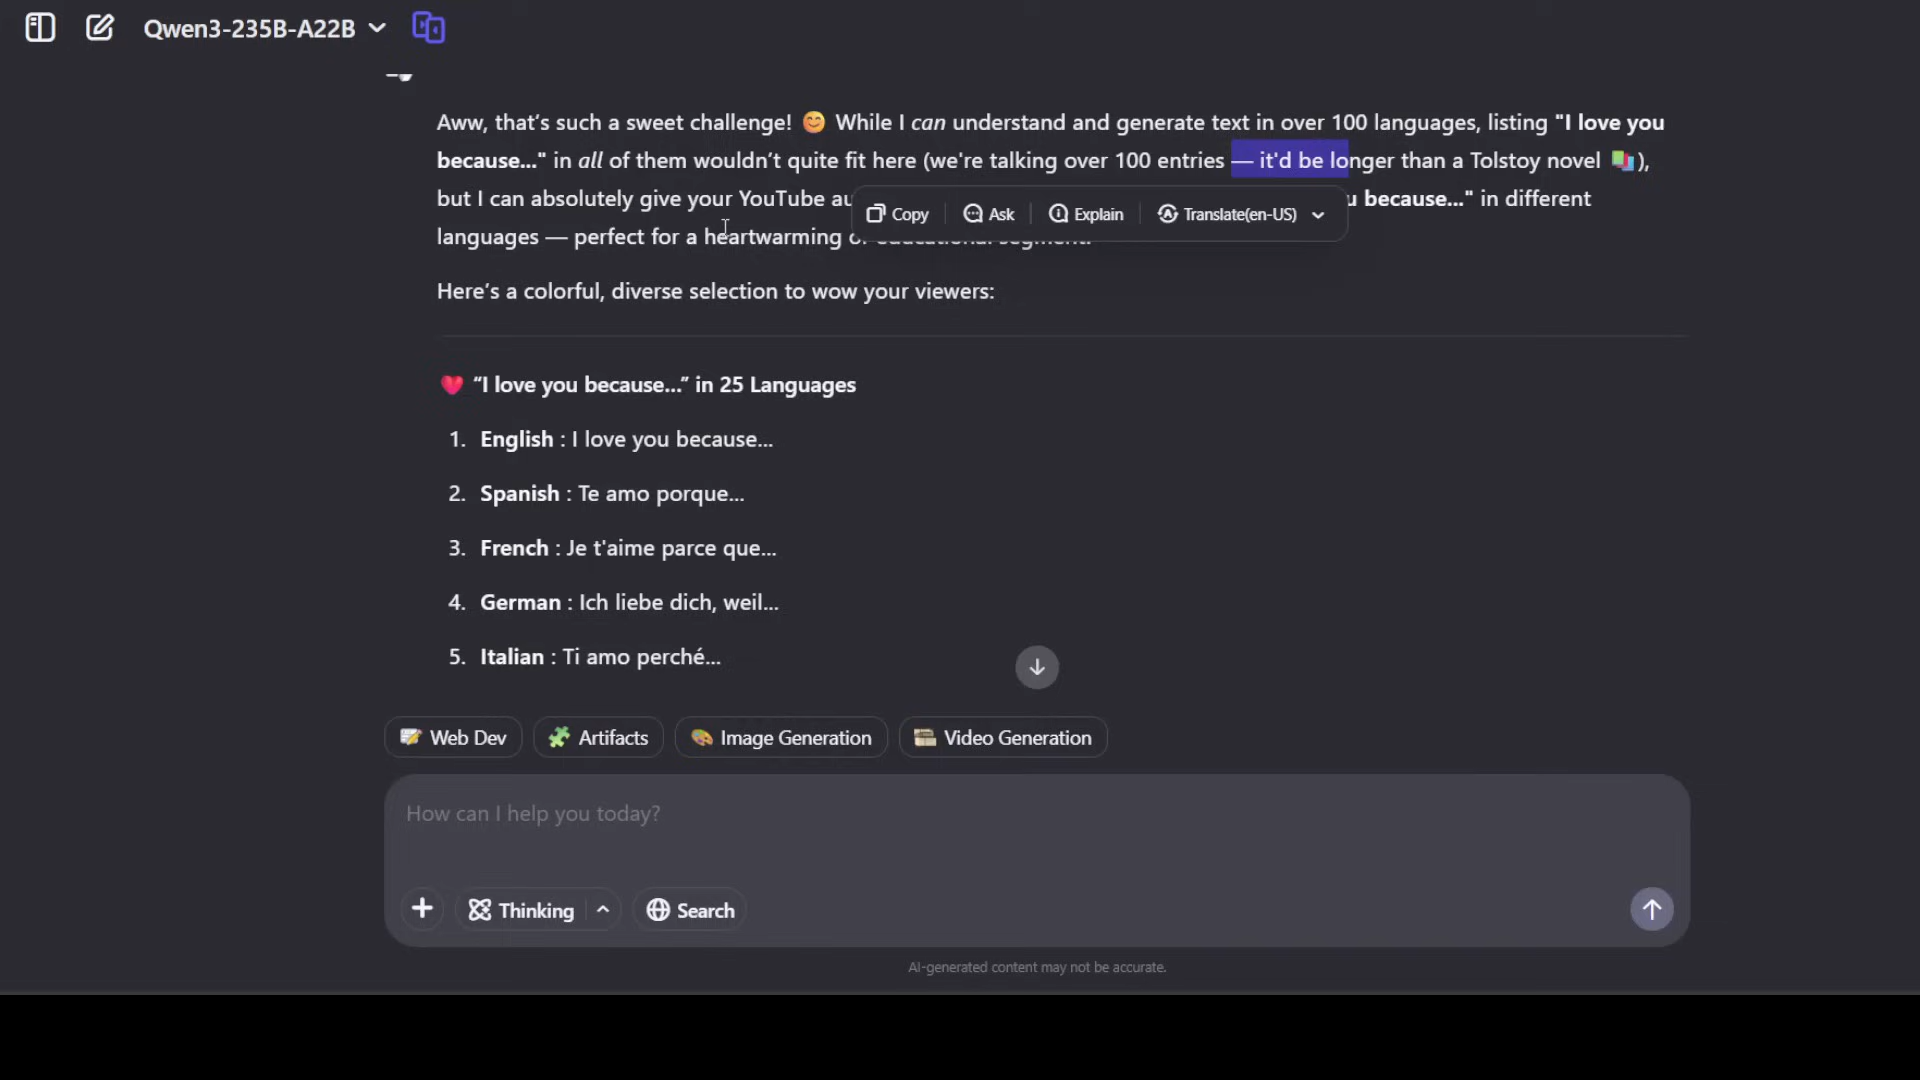 Qwen3-235B-A22B
Aww, that's such a sweet challenge! 😊 While I can understand and generate text in over 100 languages, listing "I love you
because..." in all of them wouldn't quite fit here (we're talking over 100 entries — it'd be longer than a Tolstoy novel 📚),
but I can absolutely give your YouTube au because..." in different
Copy Ask Explain Translate(en-US)
languages — perfect for a heartwarming
Here's a colorful, diverse selection to wow your viewers:
❤️ "I love you because..." in 25 Languages
1. English : I love you because...
2. Spanish : Te amo porque...
3. French : Je t'aime parce que...
4. German : Ich liebe dich, weil...
5. Italian : Ti amo perché...
Web Dev Artifacts Image Generation Video Generation
How can I help you today?
Thinking Search
AI-generated content may not be accurate.